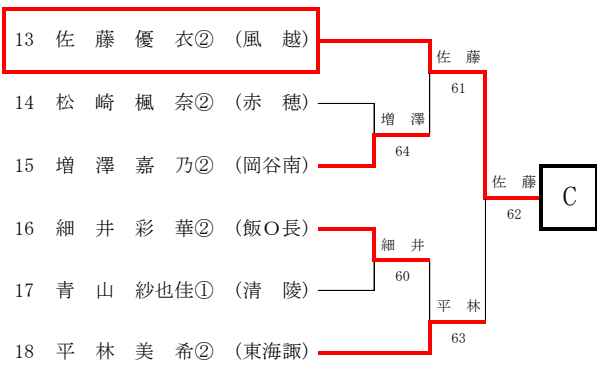 13 佐 藤 優 衣② (風 越)
佐 藤
61
14 松 崎 楓 奈② (赤 穂)
増 澤
64
15 増 澤 嘉 乃② (岡谷南)
佐 藤
62
C
16 細 井 彩 華② (飯O長)
細 井
60
17 青 山 紗也佳① (清 陵)
平 林
63
18 平 林 美 希② (東海諏)